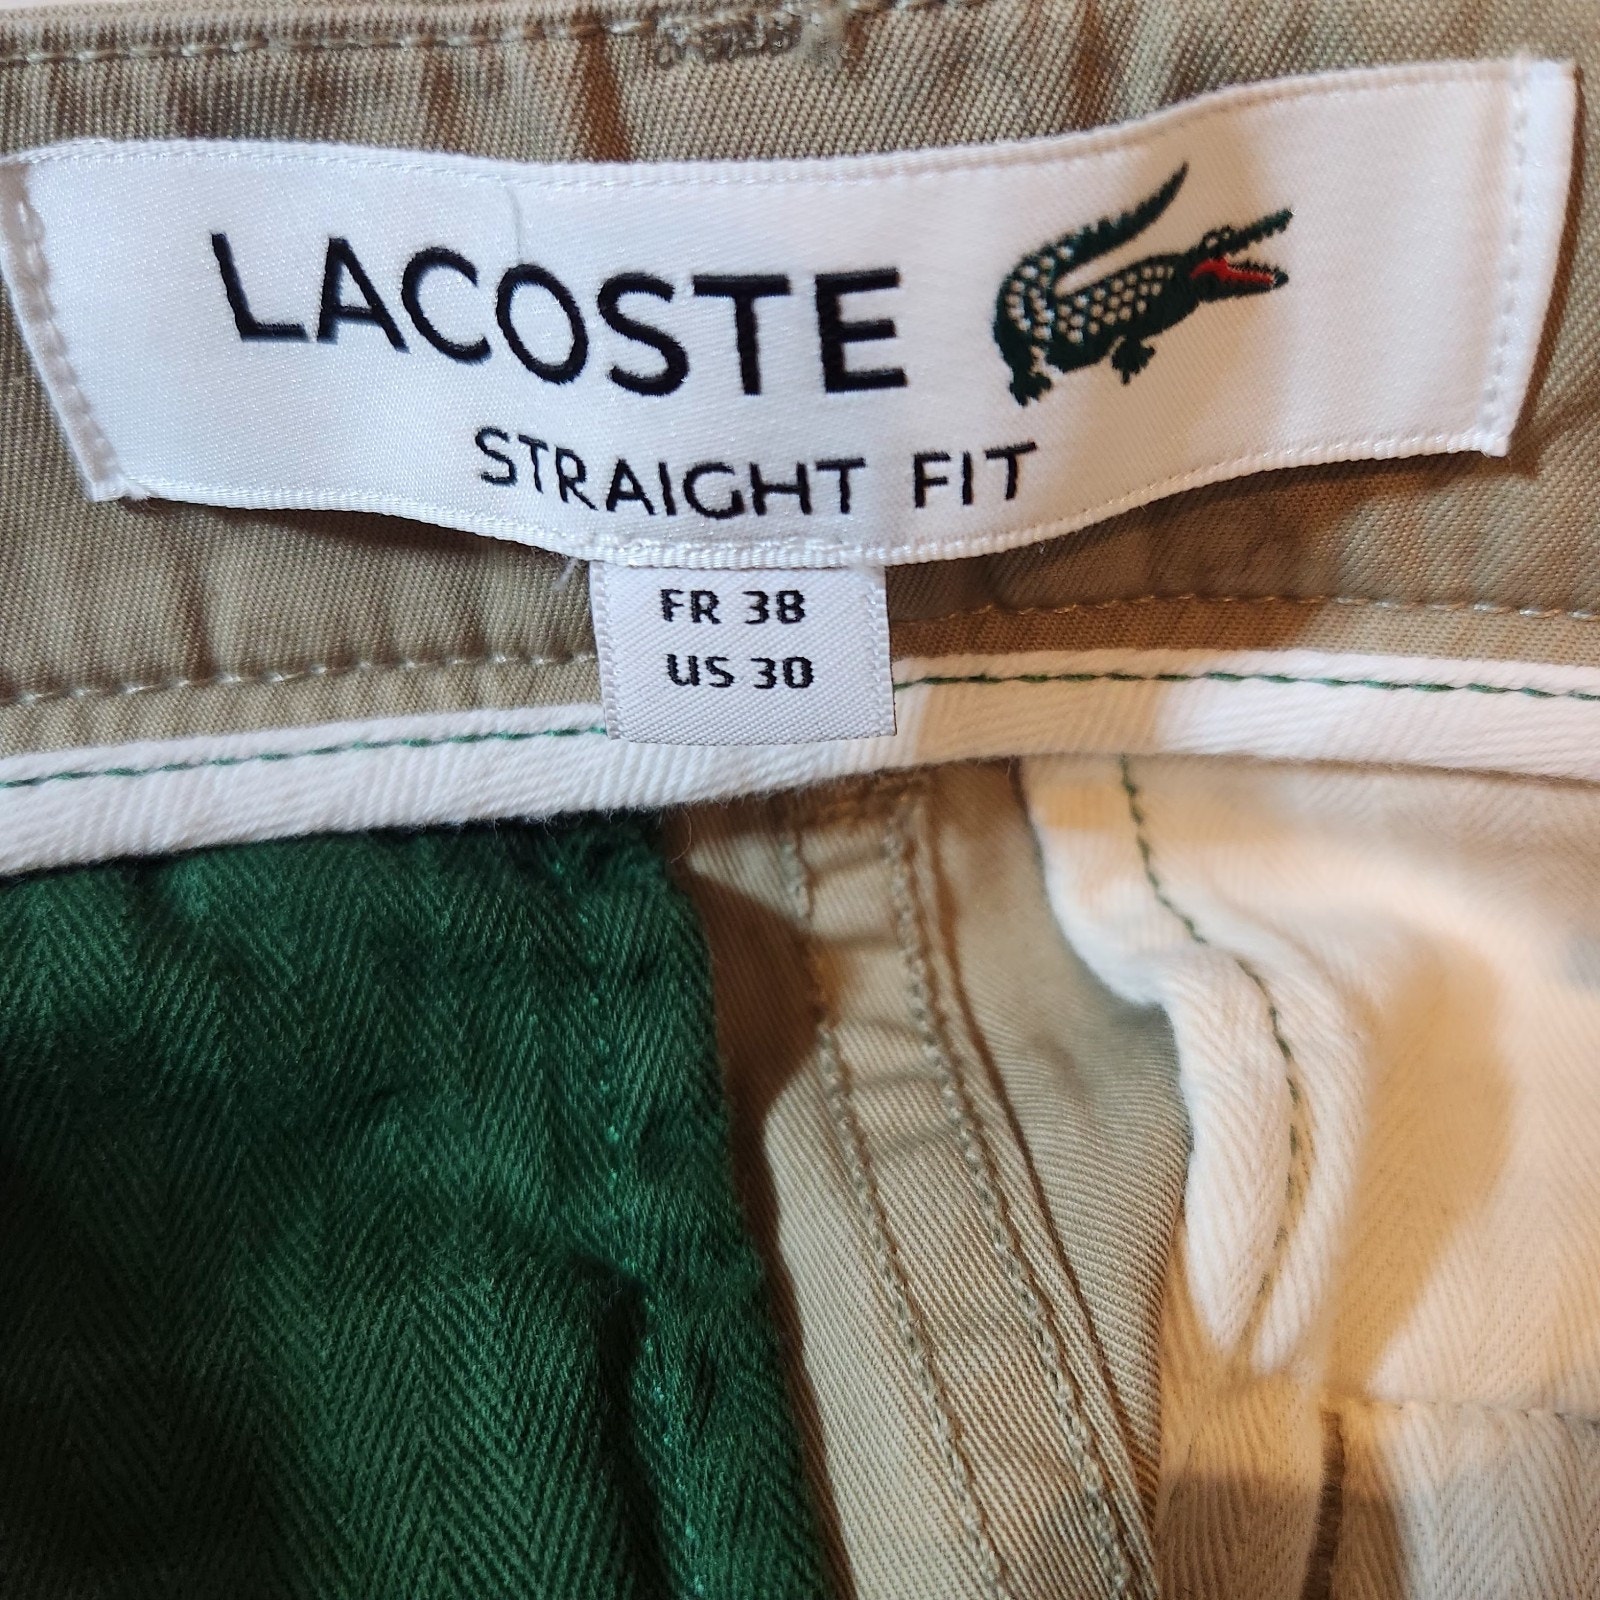 LACOSTE
STRAIGHT FIT
FR 38
US 30